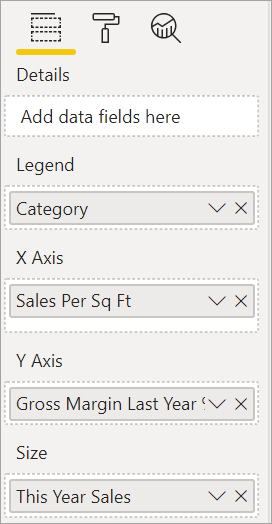 Details
Add data fields here
Legend
Category
X Axis
Sales Per Sq Ft
Y Axis
Gross Margin Last Year
Size
This Year Sales